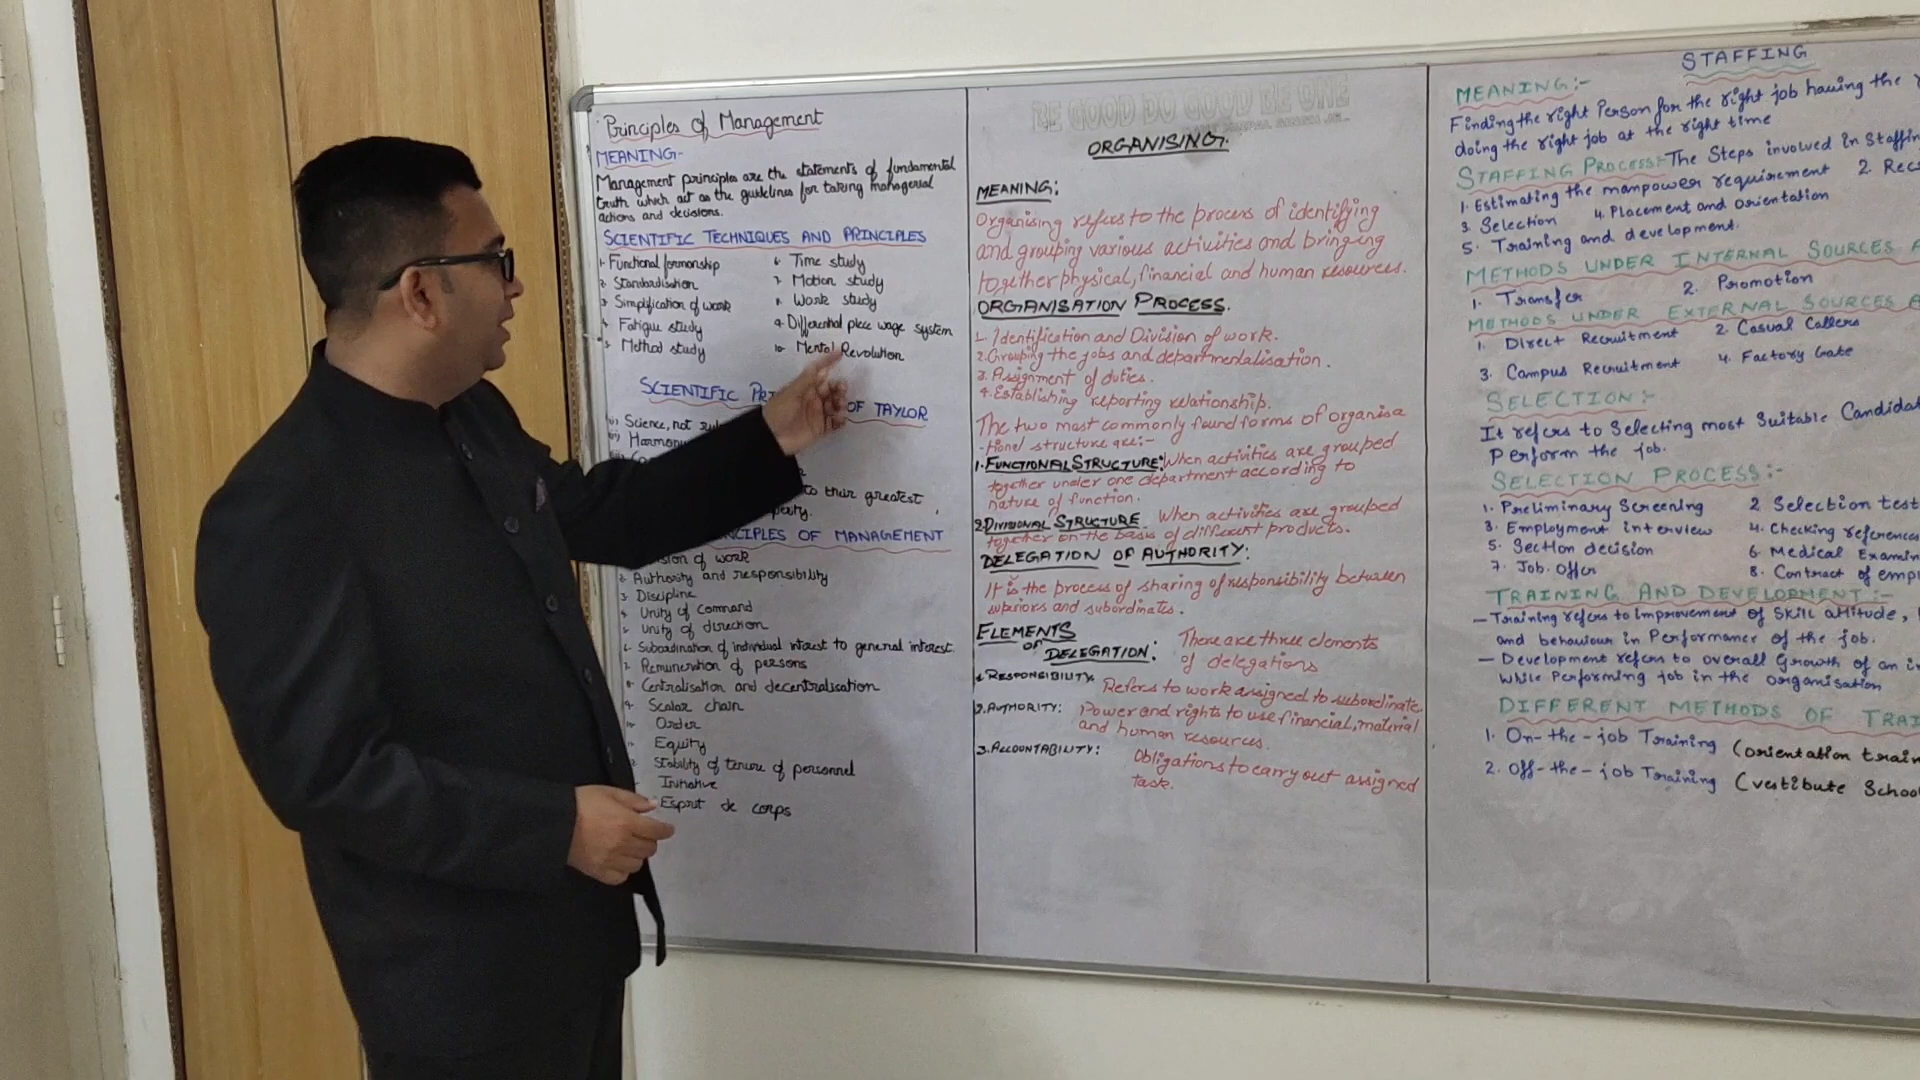 Principles of Management
MEANING-
Management principles are the statements of fundamental
truth which act as the guidelines for taking managerial
actions and decisions.
SCIENTIFIC TECHNIQUES AND PRINCIPLES
1. Functional formonship
2. Standardisation
3. Simplification of work
4. Fatigue study
5. Method study
6. Time study
7. Motion study
8. Work study
9. Differential piece wage system
10. Mental Revolution
SCIENTIFIC OF TAYLOR
Science, not
to their greatest
OF MANAGEMENT
of work
2. Authority and responsibility
3. Discipline
4. Unity of command
5. Unity of direction
6. Subordination of individual interest to general interest
7. Remuneration of persons
8. Centralisation and decentralisation
9. Scalar chain
10. Order
Equity
Stability of tenure of personnel
Initiative
Esprit de corps
BE GOOD DO GOOD BE ONE
ORGANISING.
MEANING:
Organising refers to the process of identifying
and grouping various activities and bringing
together physical, financial and human resources.
ORGANISATION PROCESS.
1. Identification and Division of work.
2. Grouping the jobs and departmentalisation.
3. Assignment of duties.
4. Establishing reporting relationship.
The two most commonly found forms of organisa
-tional structure are:-
1. FUNCTIONAL STRUCTURE: When activities are grouped
together under one department according to
nature of function.
2. DIVISIONAL STRUCTURE. When activities are grouped
together on the basis of different products.
DELEGATION OF AUTHORITY:
It is the process of sharing of responsibility between
superiors and subordinates.
ELEMENTS OF DELEGATION:
There are three elements
of delegations
1. RESPONSIBILITY. Refers to work assigned to subordinate.
2. AUTHORITY: Power and rights to use financial, material
and human resources.
3. ACCOUNTABILITY: Obligations to carry out assigned
task.
STAFFING
MEANING:-
Finding the right Person for the right job having the
doing the right job at the right time
STAFFING PROCESS:- The Steps involved in
1. Estimating the manpower requirement 2.
3. Selection 4. Placement and orientation
5. Training and development.
METHODS UNDER INTERNAL SOURCES
1. Transfer 2. Promotion
METHODS UNDER EXTERNAL SOURCES
1. Direct Recruitment 2. Casual Callers
3. Campus Recruitment 4. Factory Gate
SELECTION:-
It refers to Selecting most Suitable
Perform the job.
SELECTION PROCESS:-
1. Preliminary Screening 2 Selection test
3. Employment interview 4. Checking references
5. Section decision 6. Medical
7. Job. Offer 8. Contract of
TRAINING AND DEVELOPMENT:-
- Training refers to improvement of Skill attitude,
and behaviour in Performance of the job.
- Development refers to overall Growth of an
while Performing job in the organisation
DIFFERENT METHODS OF
1. On-the-job Training (orientation
2. Off-the-job Training (vestibute